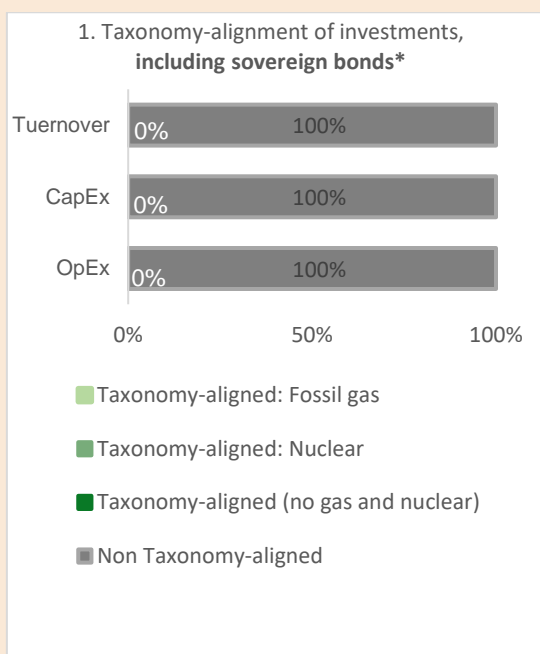 1. Taxonomy-alignment of investments,
including sovereign bonds*
Tuernover
0%
100%
CapEx
0%
100%
OpEx
0%
100%
0%
50%
100%
Taxonomy-aligned: Fossil gas
Taxonomy-aligned: Nuclear
Taxonomy-aligned (no gas and nuclear)
Non Taxonomy-aligned